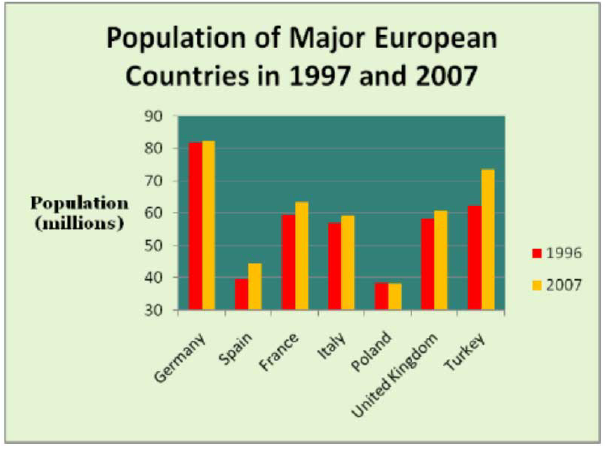 Population of Major European
Countries in 1997 and 2007
90
80
70
60
50
40
30
Population
(millions)
Germany
Spain
France
Italy
Poland
United Kingdom
Turkey
1996
2007